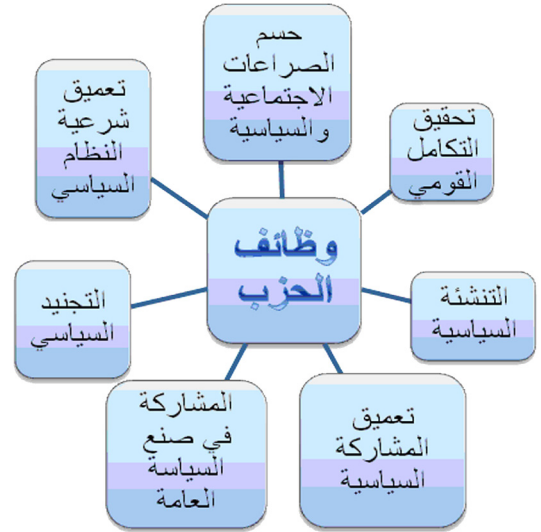 حسم
الصراعات
الاجتماعية
والسياسية
تحقيق
التكامل
القومي
تعميق
شرعية
النظام
السياسي
وظائف
الحزب
التنشئة
السياسية
التجنيد
السياسي
تعميق
المشاركة
السياسية
المشاركة
في صنع
السياسة
العامة